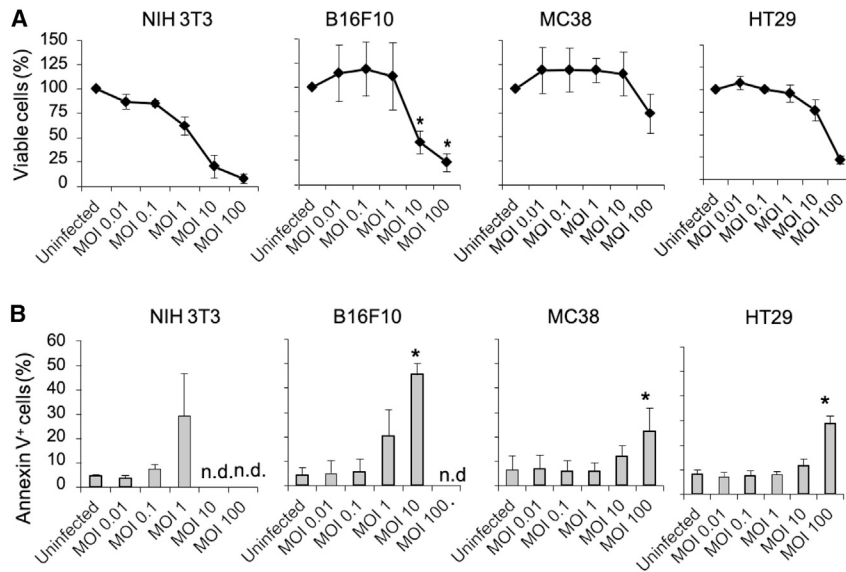 A
NIH 3T3 B16F10 MC38 HT29
Viable cells (%)
150
125
100
75
50
25
0
Uninfected MOI 0.01 MOI 0.1 MOI 1 MOI 10 MOI 100
Uninfected MOI 0.01 MOI 0.1 MOI 1 MOI 10 MOI 100
Uninfected MOI 0.01 MOI 0.1 MOI 1 MOI 10 MOI 100
Uninfected MOI 0.01 MOI 0.1 MOI 1 MOI 10 MOI 100
* *
B
NIH 3T3 B16F10 MC38 HT29
Annexin V⁺ cells (%)
60
50
40
30
20
10
0
n.d. n.d.
* n.d
*
*
Uninfected MOI 0.01 MOI 0.1 MOI 1 MOI 10 MOI 100
Uninfected MOI 0.01 MOI 0.1 MOI 1 MOI 10 MOI 100.
Uninfected MOI 0.01 MOI 0.1 MOI 1 MOI 10 MOI 100
Uninfected MOI 0.01 MOI 0.1 MOI 1 MOI 10 MOI 100